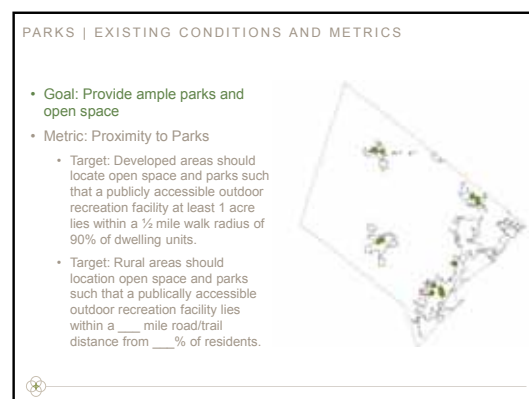 PARKS | EXISTING CONDITIONS AND METRICS
• Goal: Provide ample parks and
open space
• Metric: Proximity to Parks
• Target: Developed areas should
locate open space and parks such
that a publicly accessible outdoor
recreation facility at least 1 acre
lies within a ½ mile walk radius of
90% of dwelling units.
• Target: Rural areas should
location open space and parks
such that a publically accessible
outdoor recreation facility lies
within a ___ mile road/trail
distance from ___% of residents.